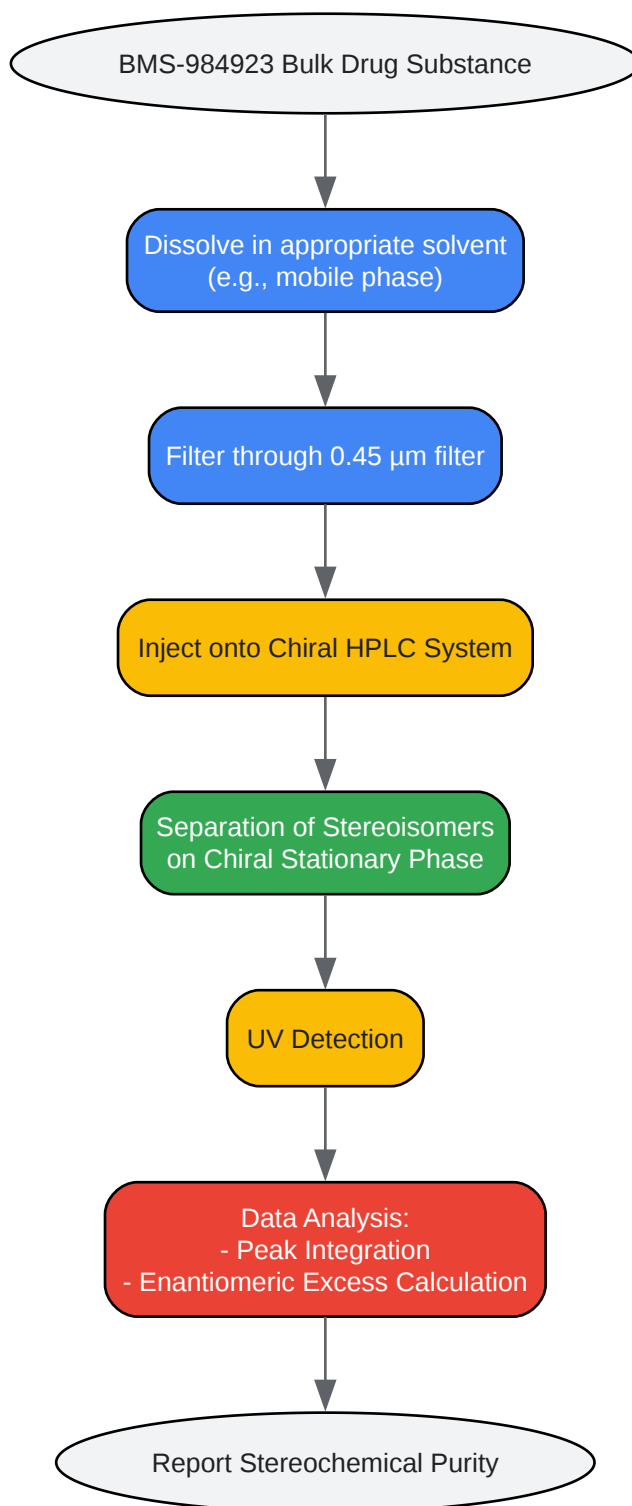 BMS-984923 Bulk Drug Substance
Dissolve in appropriate solvent
(e.g., mobile phase)
Filter through 0.45 µm filter
Inject onto Chiral HPLC System
Separation of Stereoisomers
on Chiral Stationary Phase
UV Detection
Data Analysis:
- Peak Integration
- Enantiomeric Excess Calculation
Report Stereochemical Purity